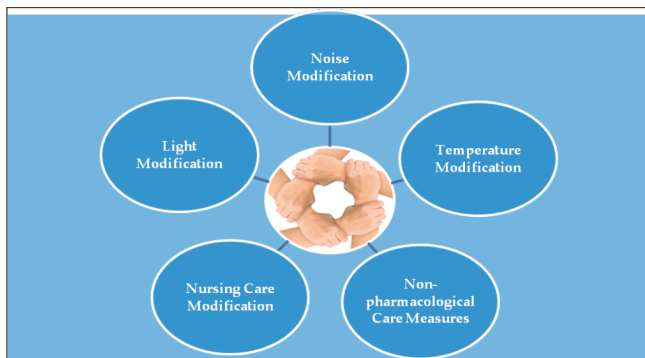 Noise
Modification
Light
Modification
Temperature
Modification
Nursing Care
Modification
Non-
pharmacological
Care Measures